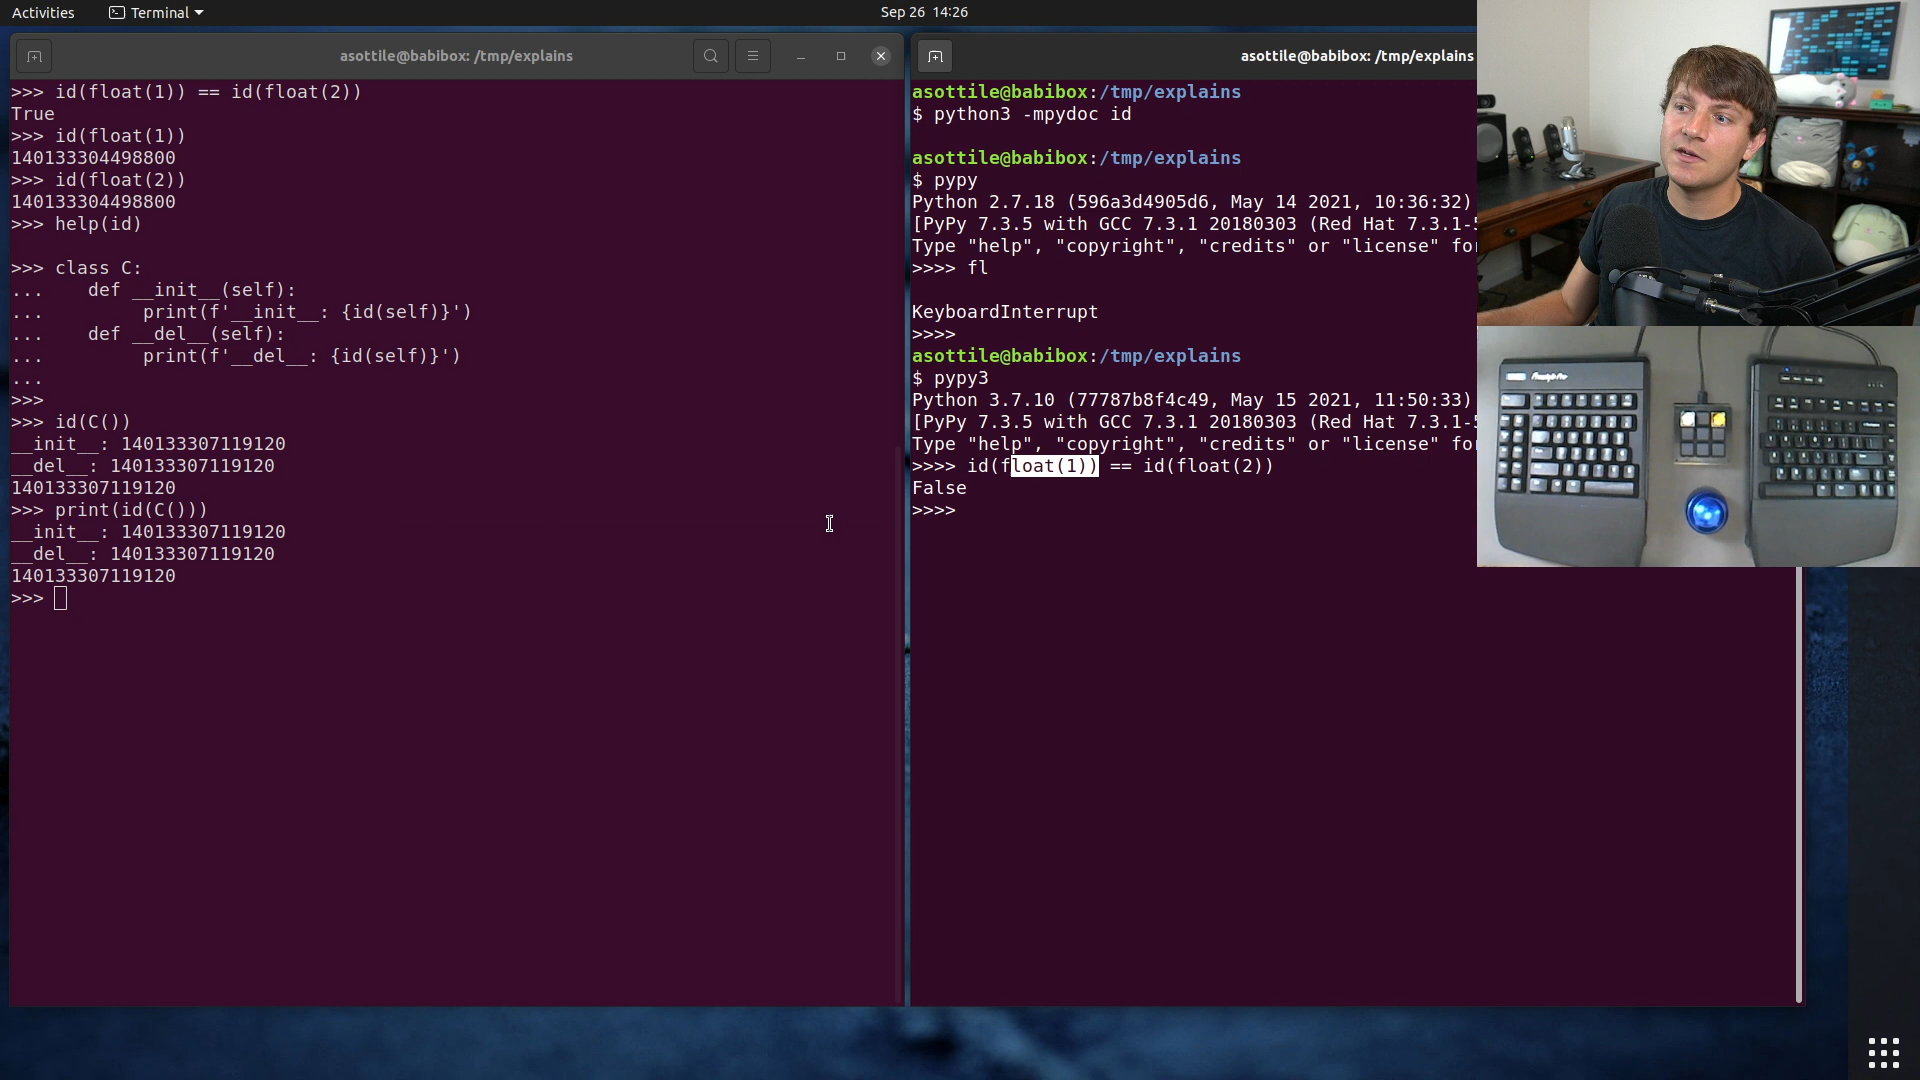 Activities
Terminal
Sep 26 14:26
asottile@babibox: /tmp/explains
>>> id(float(1)) == id(float(2))
True
>>> id(float(1))
140133304498800
>>> id(float(2))
140133304498800
>>> help(id)
>>> class C:
...    def __init__(self):
...         print(f'__init__: {id(self)}')
...    def __del__(self):
...         print(f'__del__: {id(self)}')
...
>>>
>>> id(C())
__init__: 140133307119120
__del__: 140133307119120
140133307119120
>>> print(id(C()))
__init__: 140133307119120
__del__: 140133307119120
140133307119120
>>>
asottile@babibox: /tmp/explains
asottile@babibox:/tmp/explains
$ python3 -mpydoc id
asottile@babibox:/tmp/explains
$ pypy
Python 2.7.18 (596a3d4905d6, May 14 2021, 10:36:32)
[PyPy 7.3.5 with GCC 7.3.1 20180303 (Red Hat 7.3.1-
Type "help", "copyright", "credits" or "license" for
>>>> fl
KeyboardInterrupt
>>>>
asottile@babibox:/tmp/explains
$ pypy3
Python 3.7.10 (77787b8f4c49, May 15 2021, 11:50:33)
[PyPy 7.3.5 with GCC 7.3.1 20180303 (Red Hat 7.3.1-
Type "help", "copyright", "credits" or "license" for
>>>> id(float(1)) == id(float(2))
False
>>>>